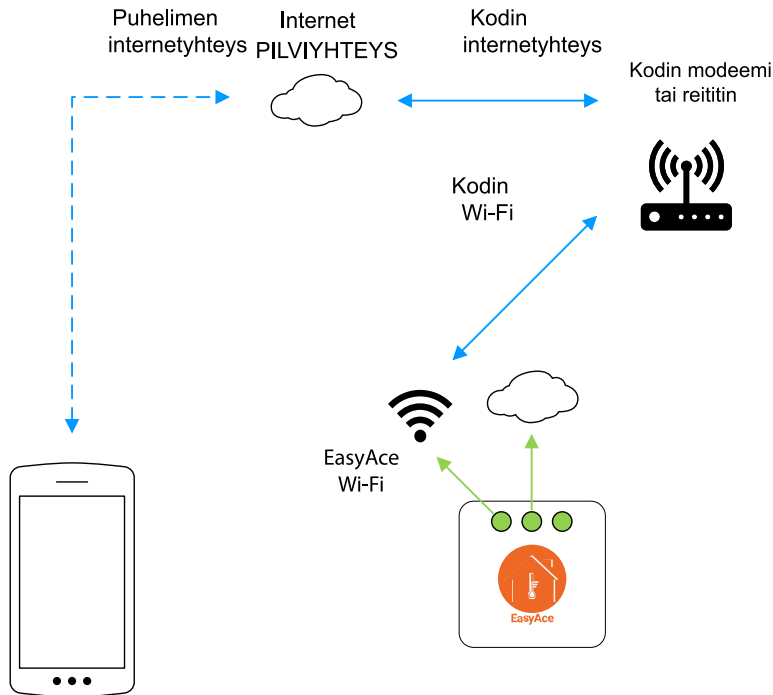 Puhelimen
internetyhteys
Internet
PILVIYHTEYS
Kodin
internetyhteys
Kodin modeemi
tai reititin
Kodin
Wi-Fi
EasyAce
Wi-Fi
EasyAce